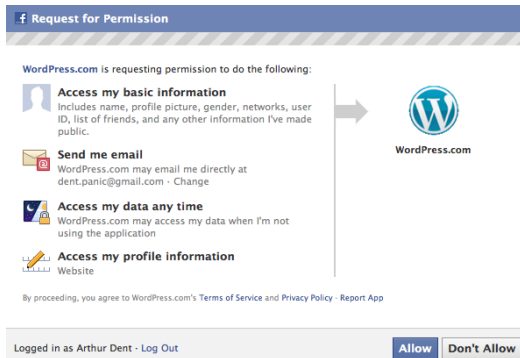 Request for Permission
WordPress.com is requesting permission to do the following:
Access my basic information
Includes name, profile picture, gender, networks, user
ID, list of friends, and any other information I've made
public.
Send me email
WordPress.com may email me directly at
dent.panic@gmail.com · Change
Access my data any time
WordPress.com may access my data when I'm not
using the application
Access my profile information
Website
WordPress.com
By proceeding, you agree to WordPress.com's Terms of Service and Privacy Policy · Report App
Logged in as Arthur Dent · Log Out
Allow
Don't Allow